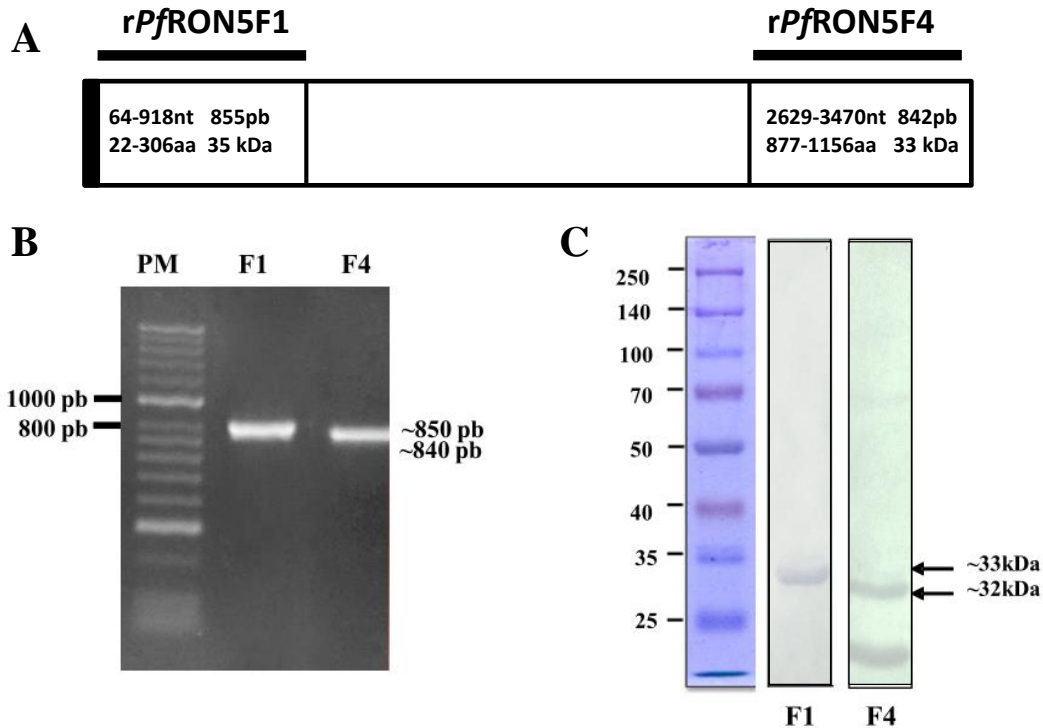 A
rPfRON5F1
rPfRON5F4
64-918nt 855pb
22-306aa 35 kDa
2629-3470nt 842pb
877-1156aa 33 kDa
B
PM F1 F4
1000 pb
800 pb
~850 pb
~840 pb
C
250
140
100
70
50
40
35
25
~33kDa
~32kDa
F1 F4